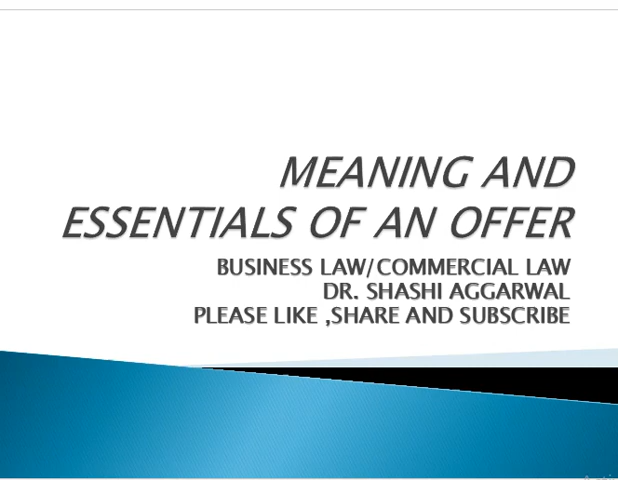 MEANING AND
ESSENTIALS OF AN OFFER
BUSINESS LAW/COMMERCIAL LAW
DR. SHASHI AGGARWAL
PLEASE LIKE ,SHARE AND SUBSCRIBE